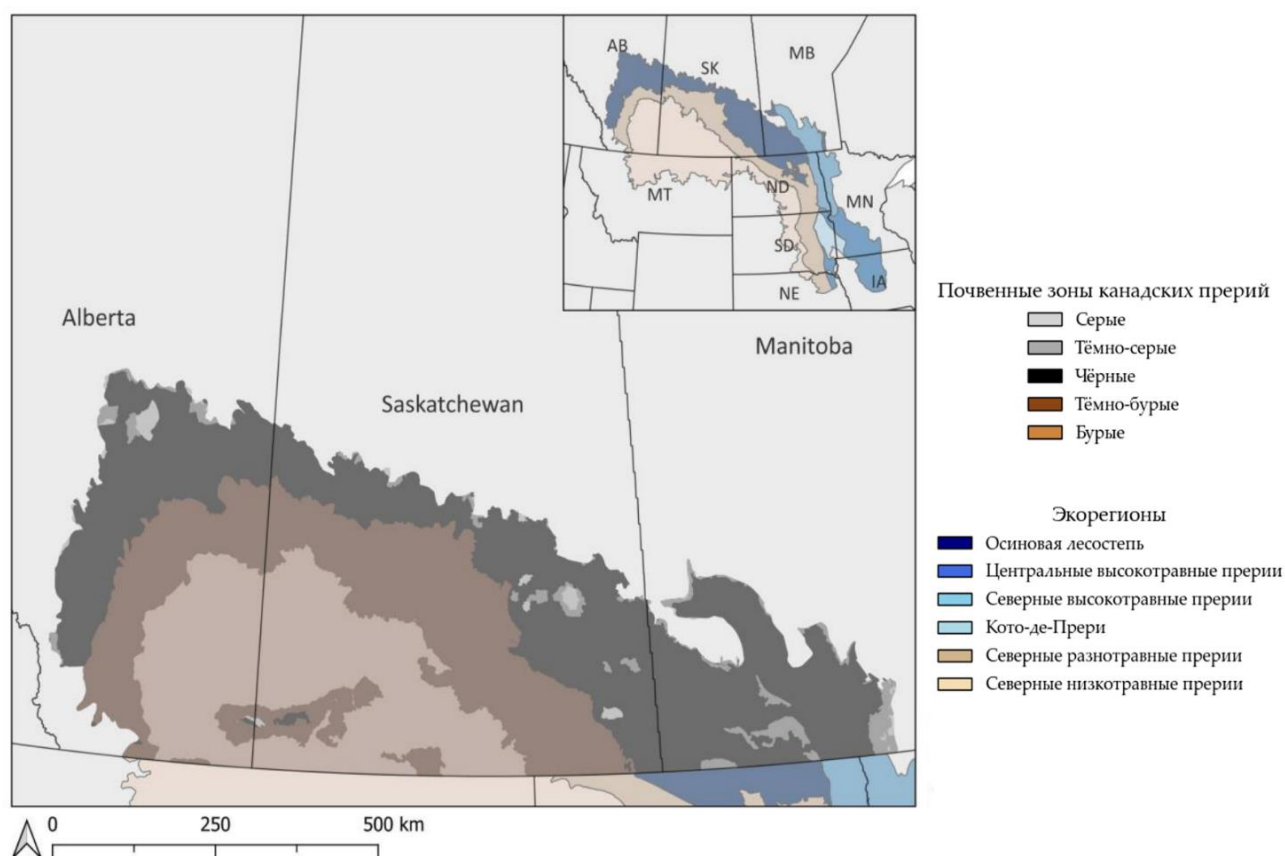 AB
SK
MB
MT
ND
MN
SD
NE
IA
Alberta
Saskatchewan
Manitoba
0 250 500 km
Почвенные зоны канадских прерий
Серые
Тёмно-серые
Чёрные
Тёмно-бурые
Бурые
Экорегионы
Осиновая лесостепь
Центральные высокотравные прерии
Северные высокотравные прерии
Кото-де-Прери
Северные разнотравные прерии
Северные низкотравные прерии